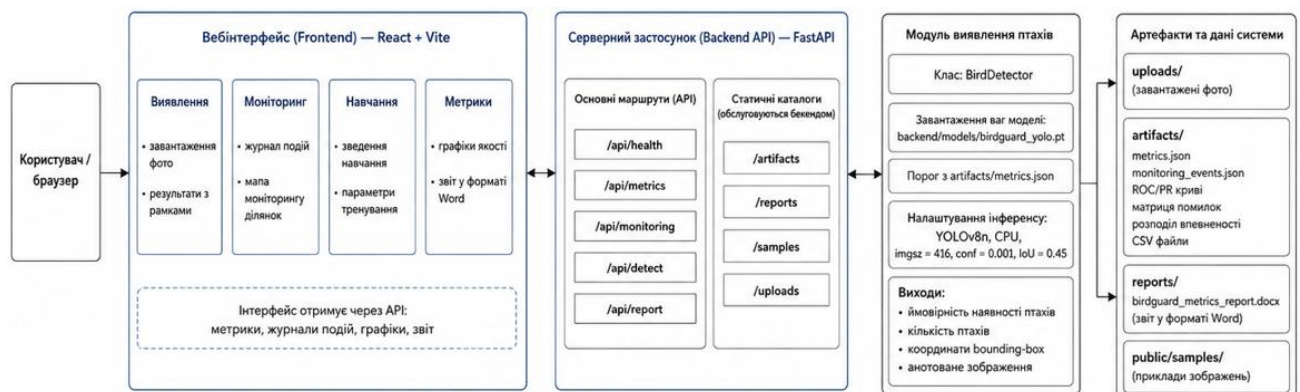 Користувач /
браузер
Вебінтерфейс (Frontend) — React + Vite
Виявлення
• завантаження
фото
• результати з
рамками
Моніторинг
• журнал подій
• мапа
моніторингу
ділянок
Навчання
• зведення
навчання
• параметри
тренування
Метрики
• графіки якості
• звіт у форматі
Word
Інтерфейс отримує через API:
метрики, журнали подій, графіки, звіт
Серверний застосунок (Backend API) — FastAPI
Основні маршрути (API)
/api/health
/api/metrics
/api/monitoring
/api/detect
/api/report
Статичні каталоги
(обслуговуються бекендом)
/artifacts
/reports
/samples
/uploads
Модуль виявлення птахів
Клас: BirdDetector
Завантаження ваг моделі:
backend/models/birdguard_yolo.pt
Порог з artifacts/metrics.json
Налаштування інференсу:
YOLOv8n, CPU,
imgsz = 416, conf = 0.001, IoU = 0.45
Виходи:
• ймовірність наявності птахів
• кількість птахів
• координати bounding-box
• анотоване зображення
Артефакти та дані системи
uploads/
(завантажені фото)
artifacts/
metrics.json
monitoring_events.json
ROC/PR криві
матриця помилок
розподіл впевненості
CSV файли
reports/
birdguard_metrics_report.docx
(звіт у форматі Word)
public/samples/
(приклади зображень)